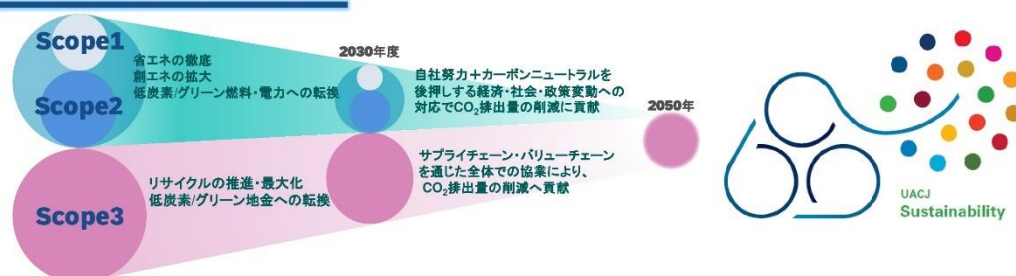 Scope1
Scope2
省エネの徹底
創エネの拡大
低炭素/グリーン燃料・電力への転換
2030年度
自社努力+カーボンニュートラルを
後押しする経済・社会・政策変動への
対応でCO₂排出量の削減に貢献
2050年
Scope3
リサイクルの推進・最大化
低炭素/グリーン地金への転換
サプライチェーン・バリューチェーン
を通じた全体での協業により、
CO₂排出量の削減へ貢献
UACJ
Sustainability